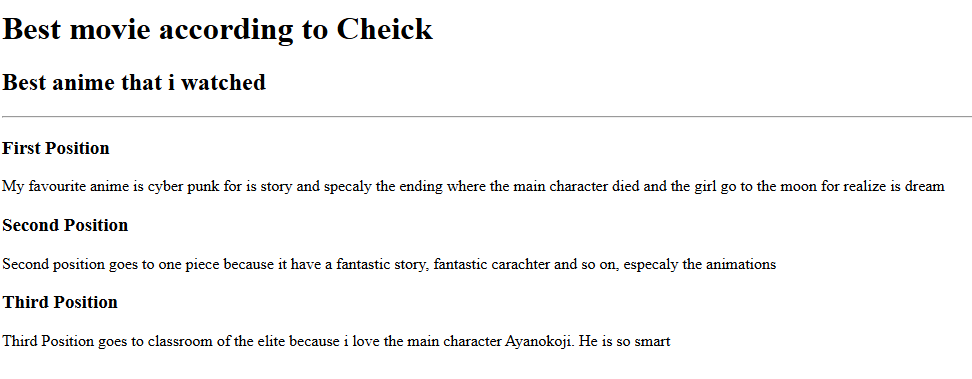 Best movie according to Cheick
Best anime that i watched
First Position
My favourite anime is cyber punk for is story and specaly the ending where the main character died and the girl go to the moon for realize is dream
Second Position
Second position goes to one piece because it have a fantastic story, fantastic carachter and so on, especaly the animations
Third Position
Third Position goes to classroom of the elite because i love the main character Ayanokoji. He is so smart